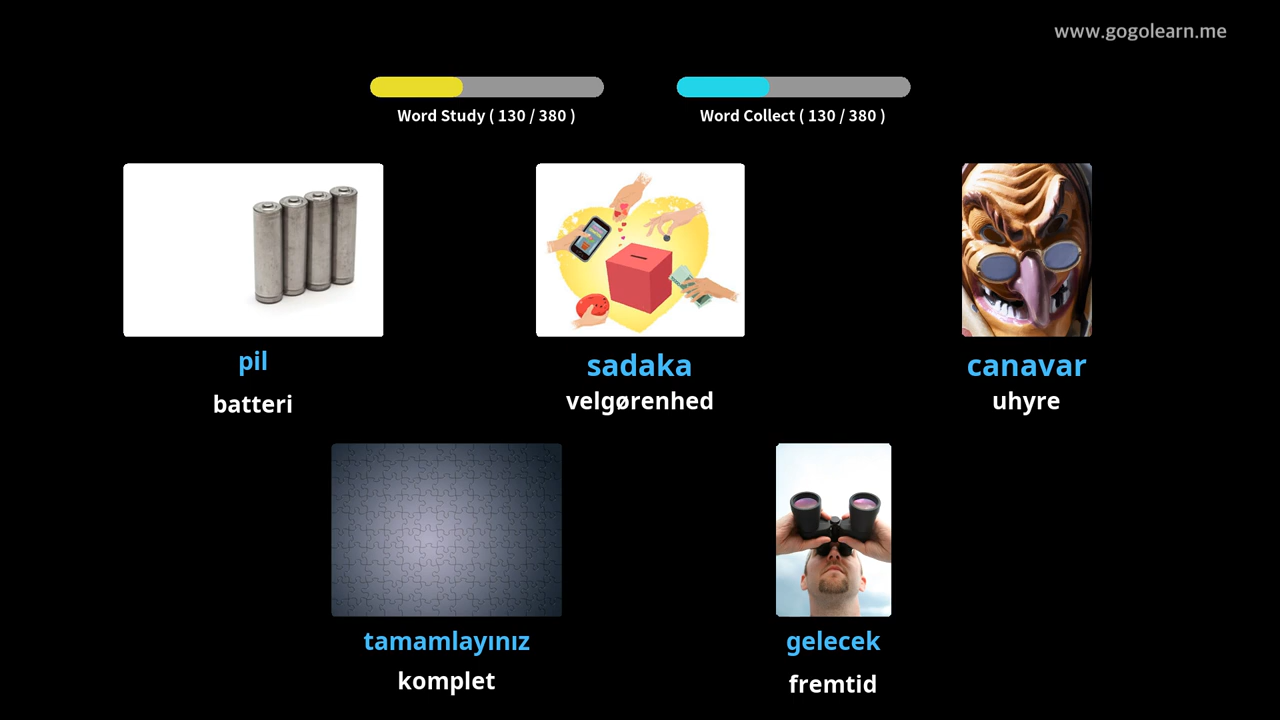 www.gogolearn.me
Word Study ( 130 / 380 )
Word Collect ( 130 / 380 )
pil
batteri
sadaka
velgørenhed
canavar
uhyre
tamamlayınız
komplet
gelecek
fremtid